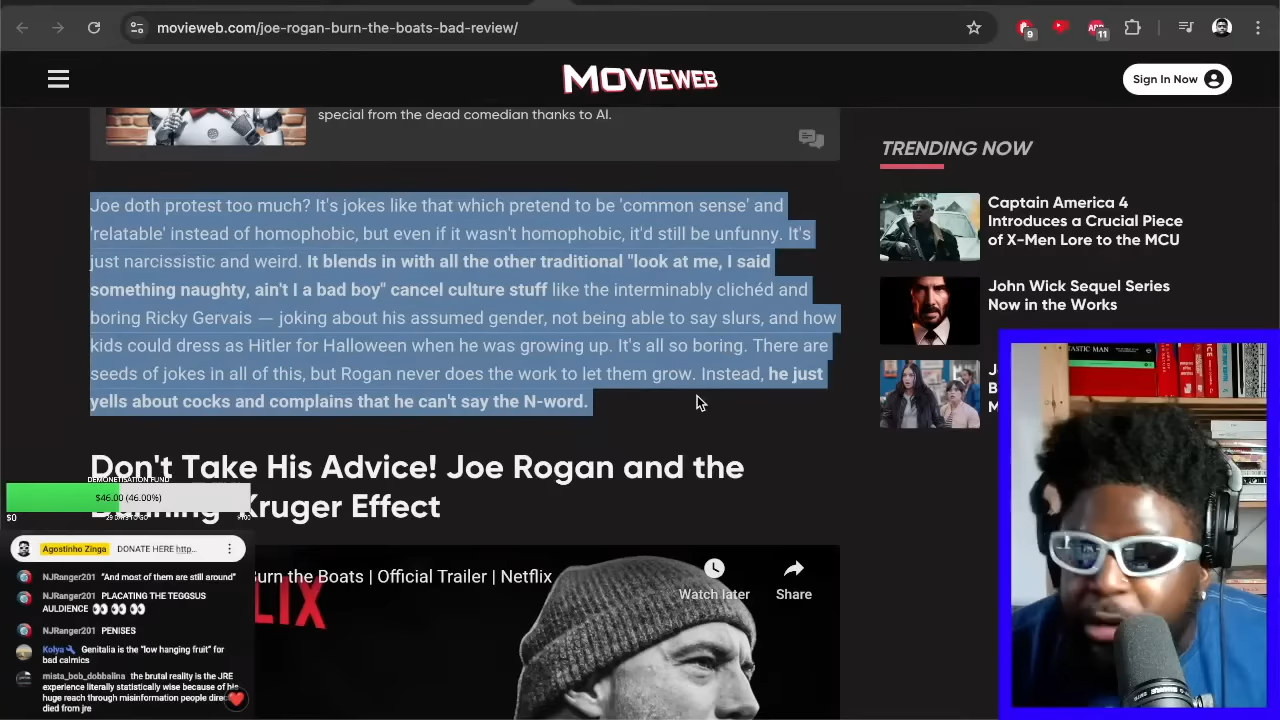 movieweb.com/joe-rogan-burn-the-boats-bad-review/
9
11
MOVIEWEB
Sign In Now
special from the dead comedian thanks to AI.
TRENDING NOW
Captain America 4
Introduces a Crucial Piece
of X-Men Lore to the MCU
John Wick Sequel Series
Now in the Works
Joe doth protest too much? It's jokes like that which pretend to be 'common sense' and
'relatable' instead of homophobic, but even if it wasn't homophobic, it'd still be unfunny. It's
just narcissistic and weird. It blends in with all the other traditional "look at me, I said
something naughty, ain't I a bad boy" cancel culture stuff like the interminably clichéd and
boring Ricky Gervais — joking about his assumed gender, not being able to say slurs, and how
kids could dress as Hitler for Halloween when he was growing up. It's all so boring. There are
seeds of jokes in all of this, but Rogan never does the work to let them grow. Instead, he just
yells about cocks and complains that he can't say the N-word.
Don't Take His Advice! Joe Rogan and the
Kruger Effect
DEMONETISATION FUND
$46.00 (46.00%)
$0
Agostinho Zinga DONATE HERE http...
NJRanger201 "And most of them are still around"
NJRanger201 PLACATING THE TEGGSUS
AULDIENCE
NJRanger201 PENISES
Kolya Genitalia is the "low hanging fruit" for
bad calmics
mista_bob_dobbalina the brutal reality is the JRE
experience literally statistically wise because of his
huge reach through misinformation people
died from jre
Burn the Boats | Official Trailer | Netflix
Watch later
Share
LIX
TASTIC MAN